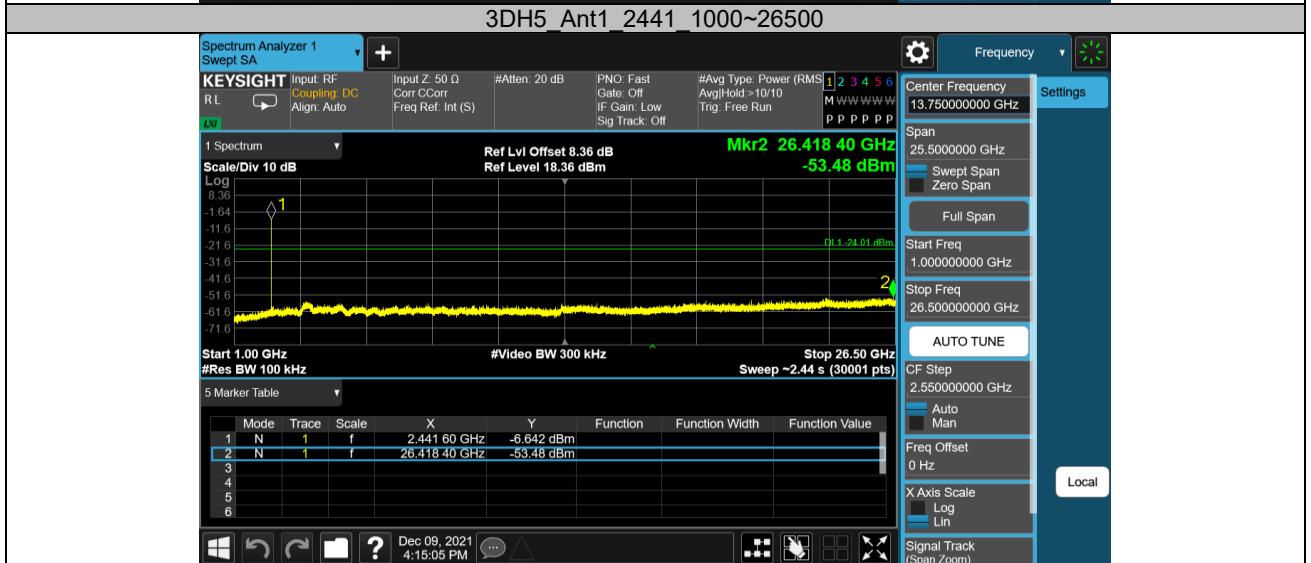 3DH5_Ant1_2441_1000~26500
Spectrum Analyzer 1
Swept SA
+
Frequency
KEYSIGHT
RL
LXI
Input: RF
Coupling: DC
Align: Auto
Input Z: 50 Ω
Corr CCorr
Freq Ref: Int (S)
#Atten: 20 dB
PNO: Fast
Gate: Off
IF Gain: Low
Sig Track: Off
#Avg Type: Power (RMS
Avg|Hold:>10/10
Trig: Free Run
1 2 3 4 5 6
M W W W W W
P P P P P P
Center Frequency
13.750000000 GHz
Settings
Span
25.5000000 GHz
Swept Span
Zero Span
Full Span
Start Freq
1.000000000 GHz
Stop Freq
26.500000000 GHz
AUTO TUNE
CF Step
2.550000000 GHz
Auto
Man
Freq Offset
0 Hz
X Axis Scale
Log
Lin
Signal Track
(Span Zoom)
Local
1 Spectrum
Scale/Div 10 dB
Log
Ref Lvl Offset 8.36 dB
Ref Level 18.36 dBm
Mkr2 26.418 40 GHz
-53.48 dBm
8.36
-1.64
-11.6
-21.6
-31.6
-41.6
-51.6
-61.6
-71.6
1
DL1 -24.01 dBm
2
Start 1.00 GHz
#Res BW 100 kHz
#Video BW 300 kHz
Stop 26.50 GHz
Sweep ~2.44 s (30001 pts)
5 Marker Table
Mode Trace Scale X Y Function Function Width Function Value
1 N 1 f 2.441 60 GHz -6.642 dBm
2 N 1 f 26.418 40 GHz -53.48 dBm
3
4
5
6
?
Dec 09, 2021
4:15:05 PM